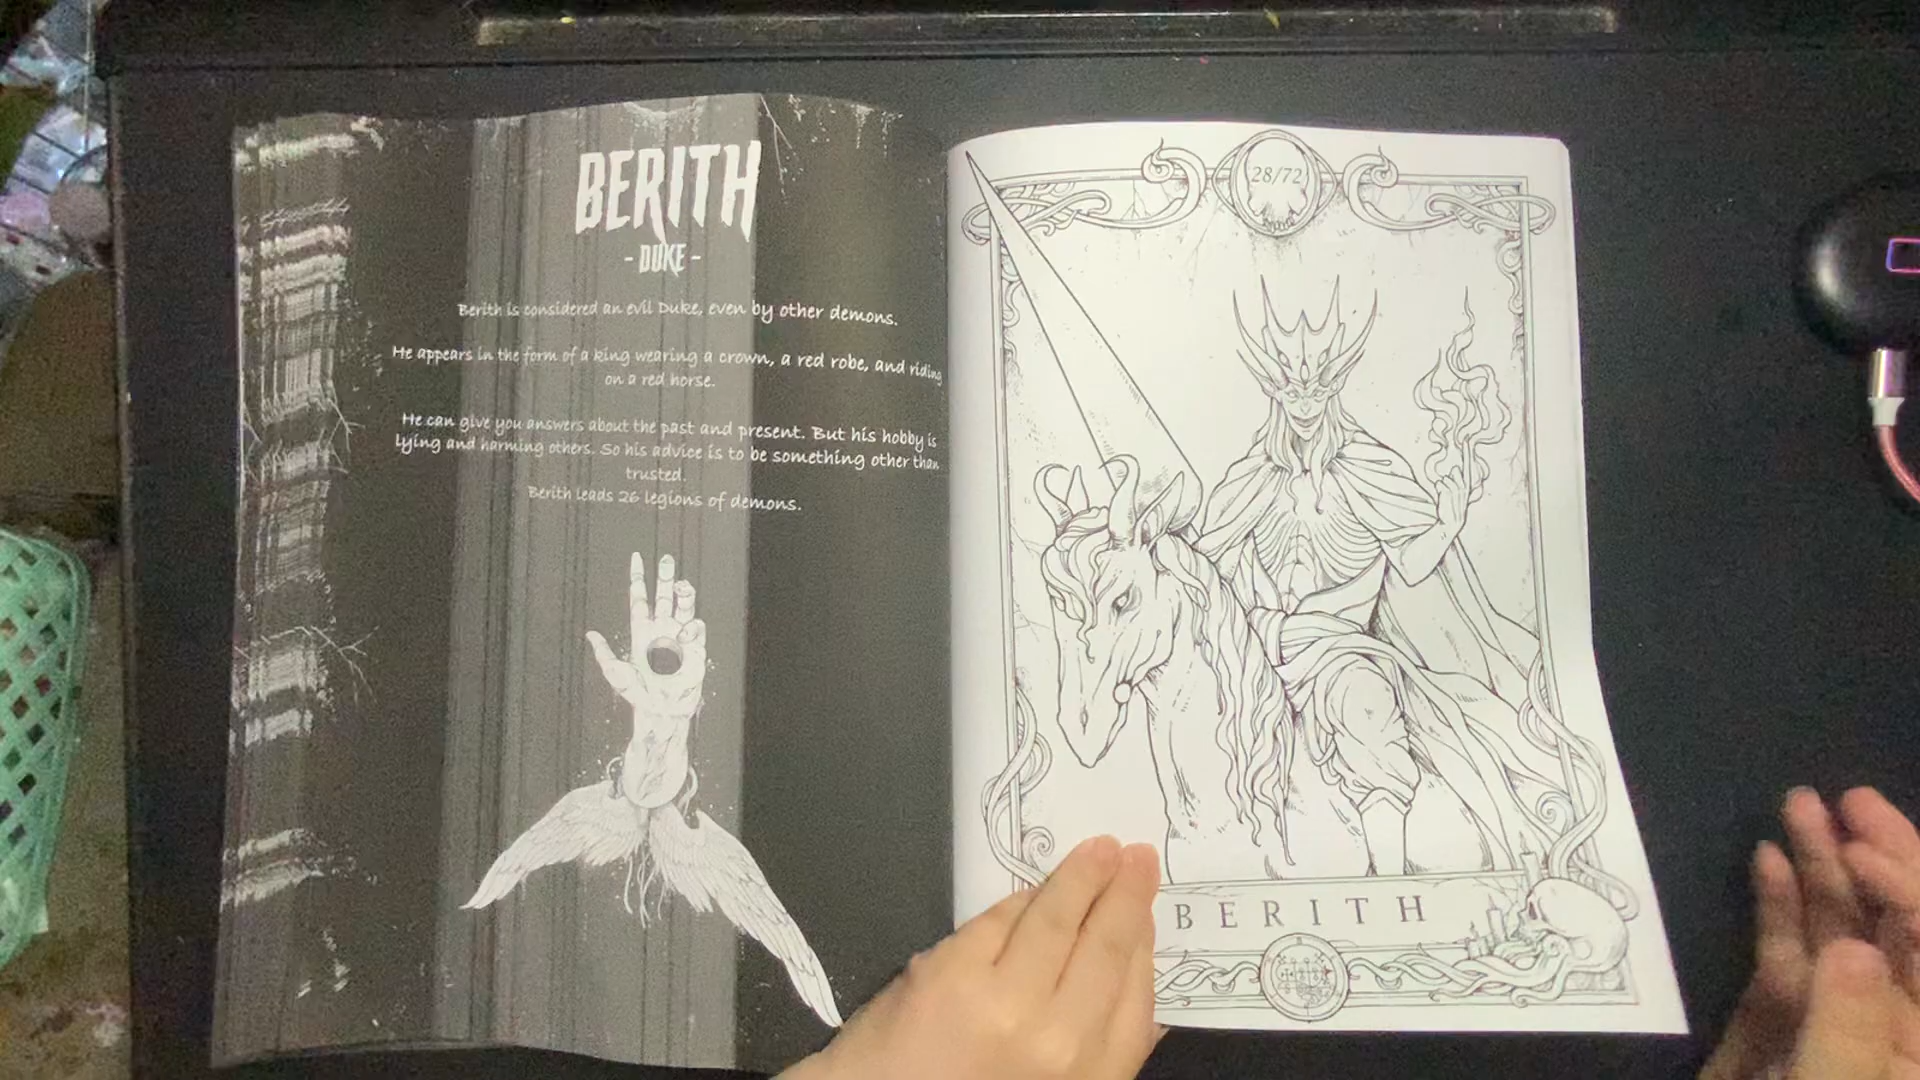 BERITH
- DUKE -
Berith is considered an evil Duke, even by other demons.
He appears in the form of a king wearing a crown, a red robe, and riding
on a red horse.
He can give you answers about the past and present. But his hobby is
lying and harming others. So his advice is to be something other than
trusted.
Berith leads 26 legions of demons.
28/72
BERITH